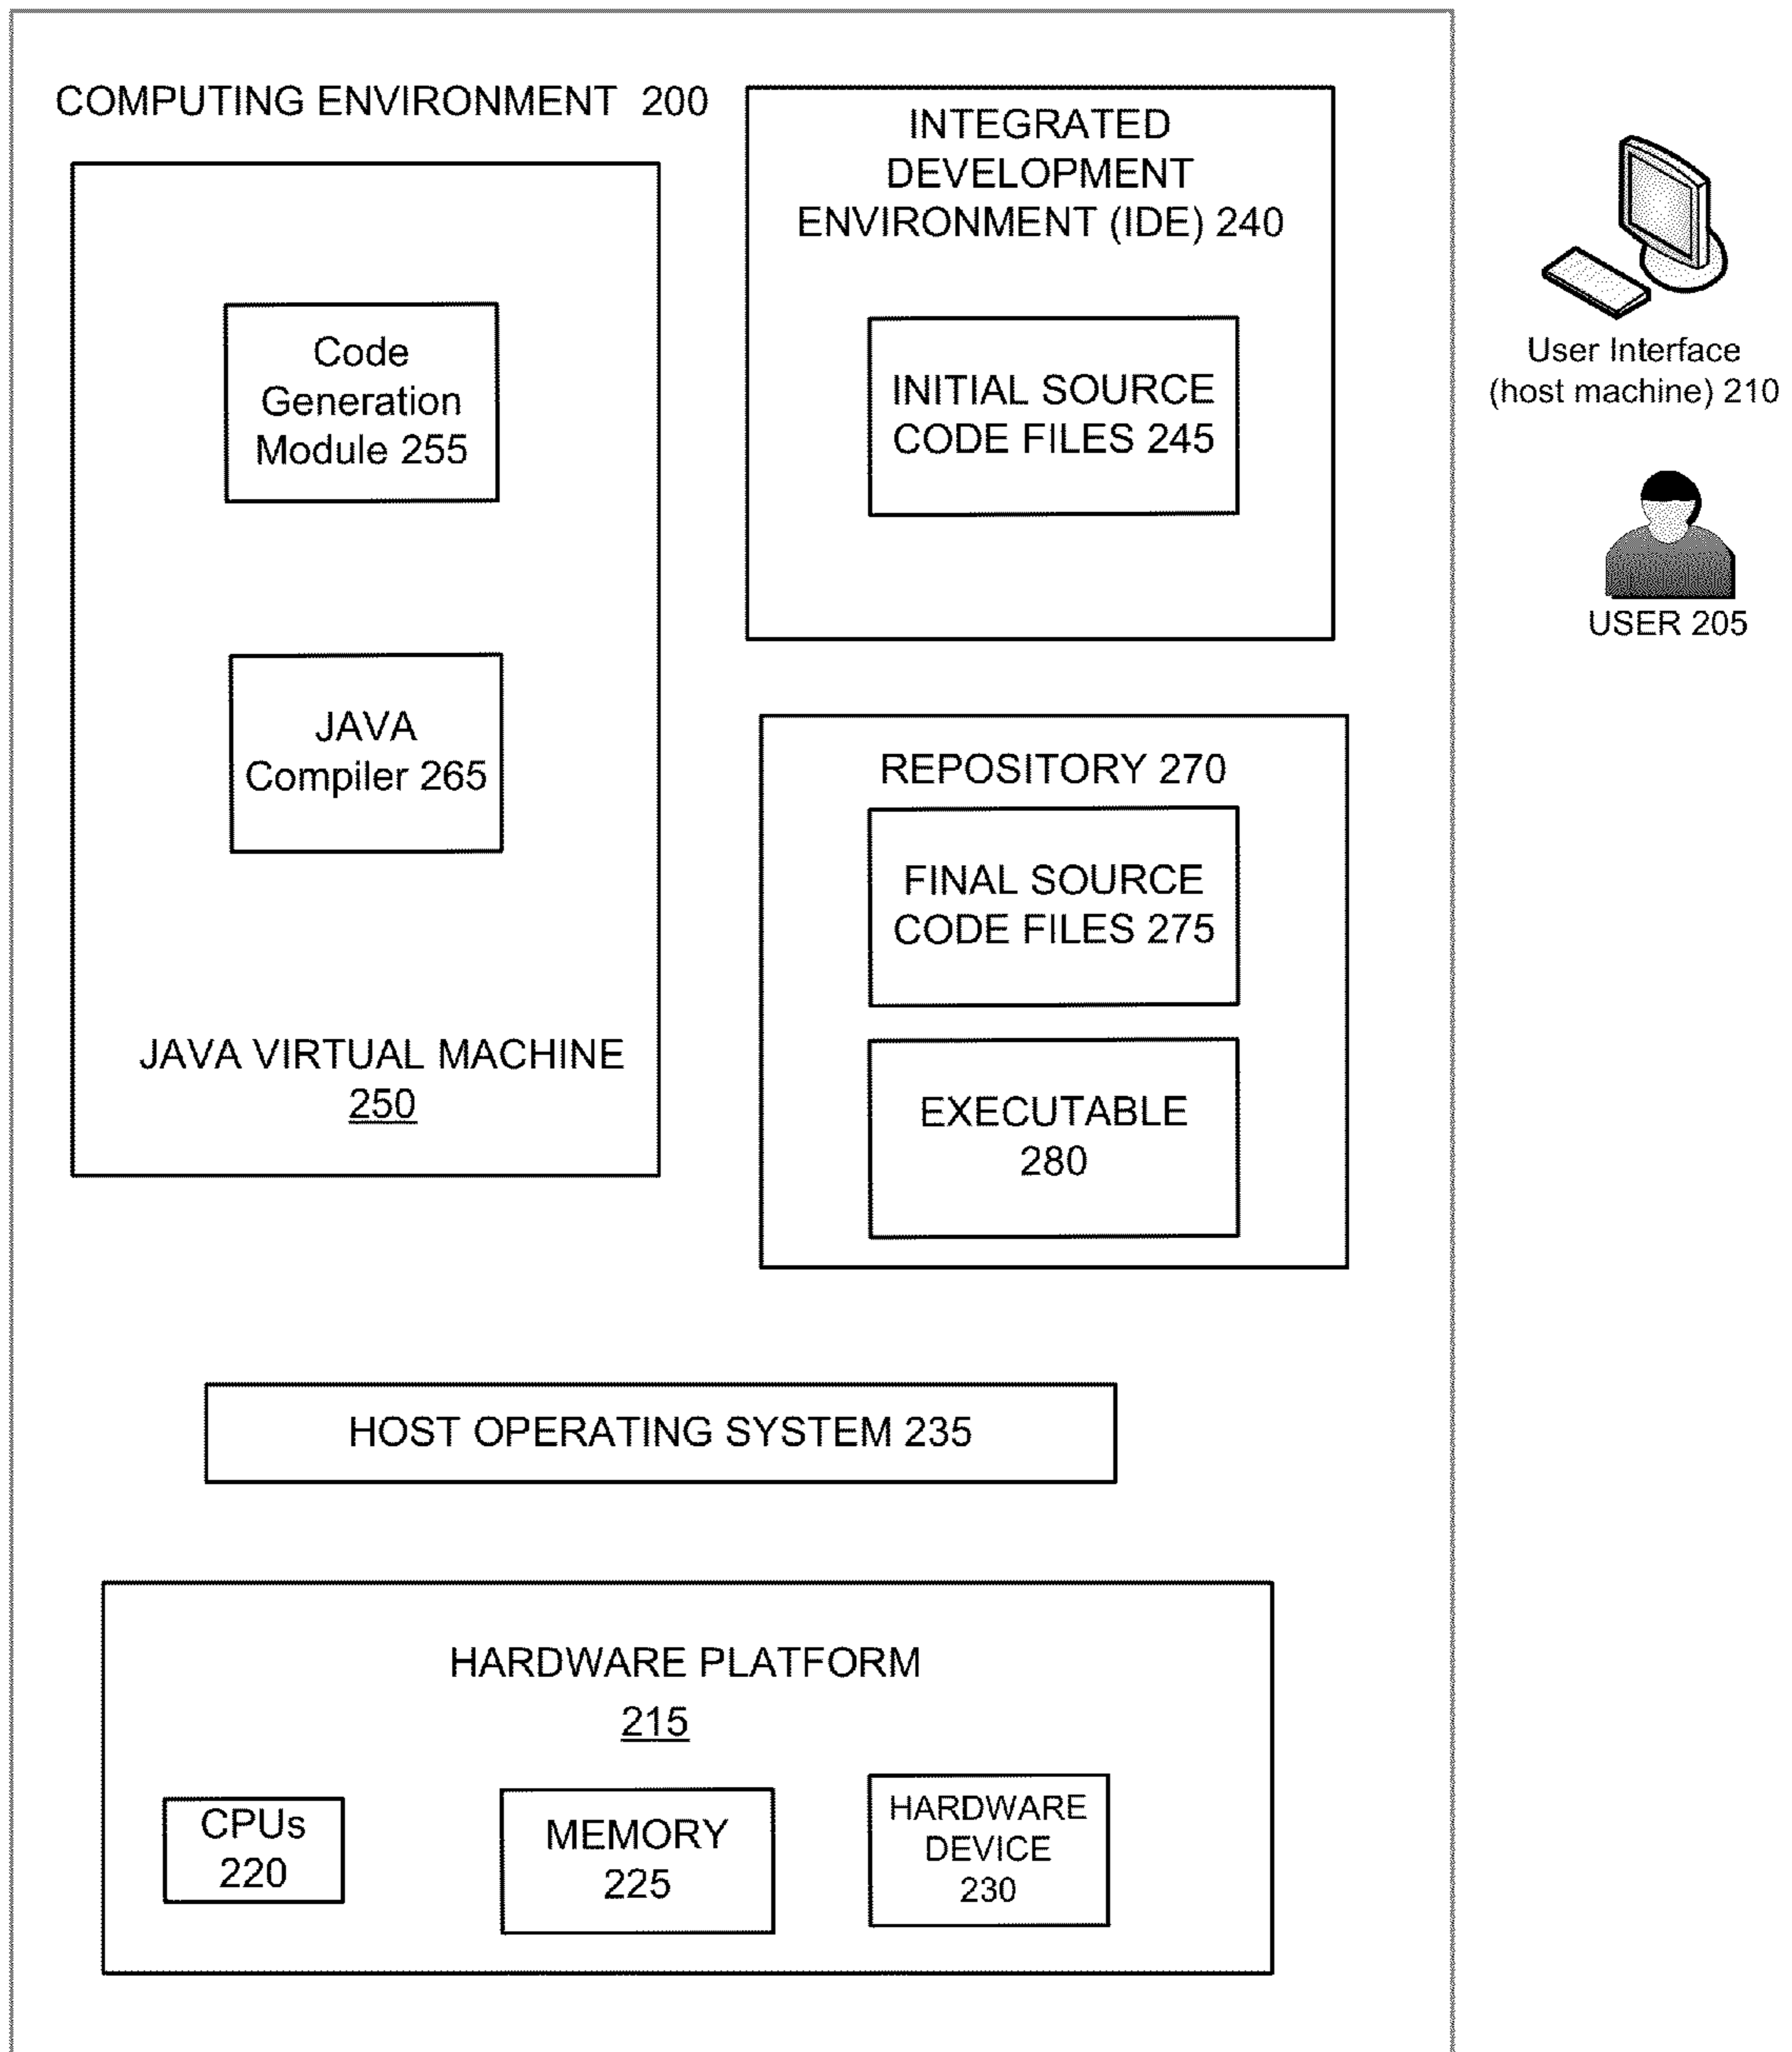 COMPUTING ENVIRONMENT 200
Code
Generation
Module 255
JAVA
Compiler 265
JAVA VIRTUAL MACHINE
250
INTEGRATED
DEVELOPMENT
ENVIRONMENT (IDE) 240
INITIAL SOURCE
CODE FILES 245
User Interface
(host machine) 210
USER 205
REPOSITORY 270
FINAL SOURCE
CODE FILES 275
EXECUTABLE
280
HOST OPERATING SYSTEM 235
HARDWARE PLATFORM
215
CPUs
220
MEMORY
225
HARDWARE
DEVICE
230